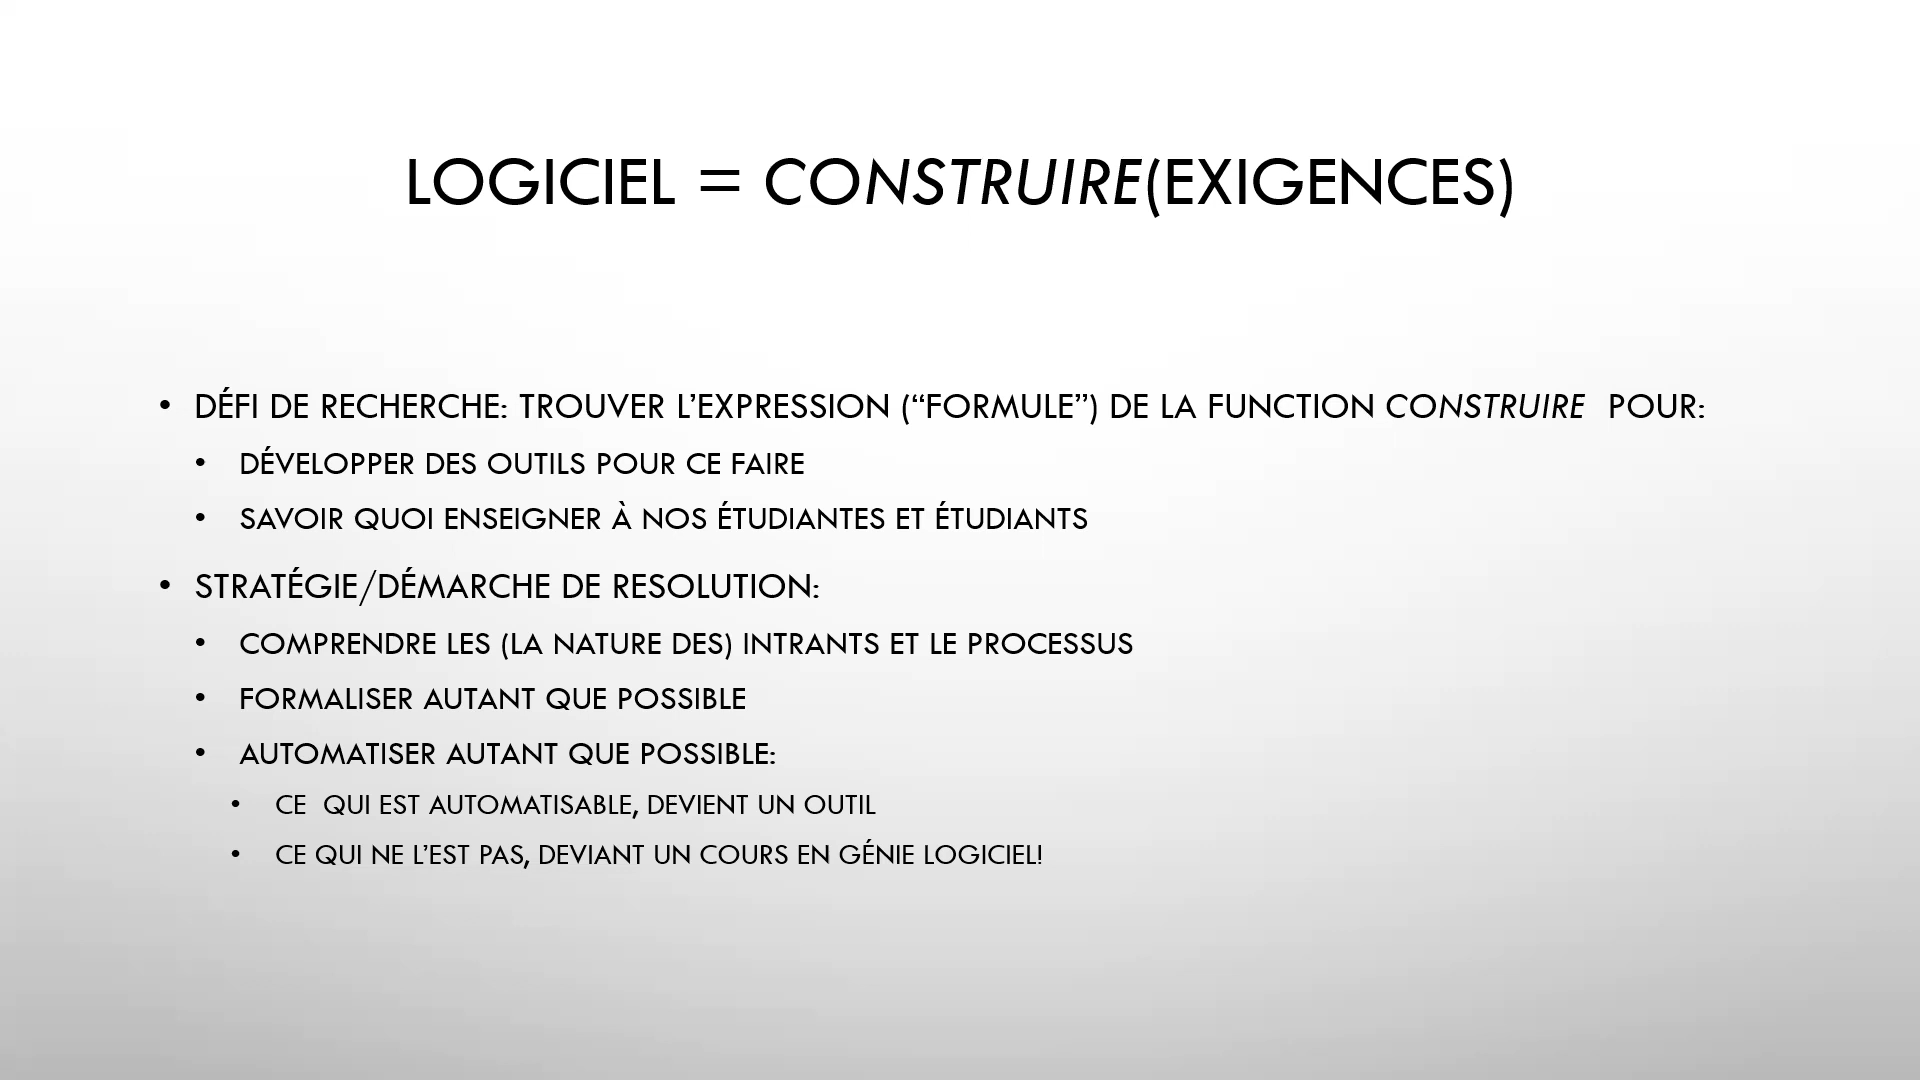 LOGICIEL = CONSTRUIRE(EXIGENCES)
• DÉFI DE RECHERCHE: TROUVER L’EXPRESSION (“FORMULE”) DE LA FUNCTION CONSTRUIRE POUR:
• DÉVELOPPER DES OUTILS POUR CE FAIRE
• SAVOIR QUOI ENSEIGNER À NOS ÉTUDIANTES ET ÉTUDIANTS
• STRATÉGIE/DÉMARCHE DE RESOLUTION:
• COMPRENDRE LES (LA NATURE DES) INTRANTS ET LE PROCESSUS
• FORMALISER AUTANT QUE POSSIBLE
• AUTOMATISER AUTANT QUE POSSIBLE:
• CE QUI EST AUTOMATISABLE, DEVIENT UN OUTIL
• CE QUI NE L’EST PAS, DEVIANT UN COURS EN GÉNIE LOGICIEL!